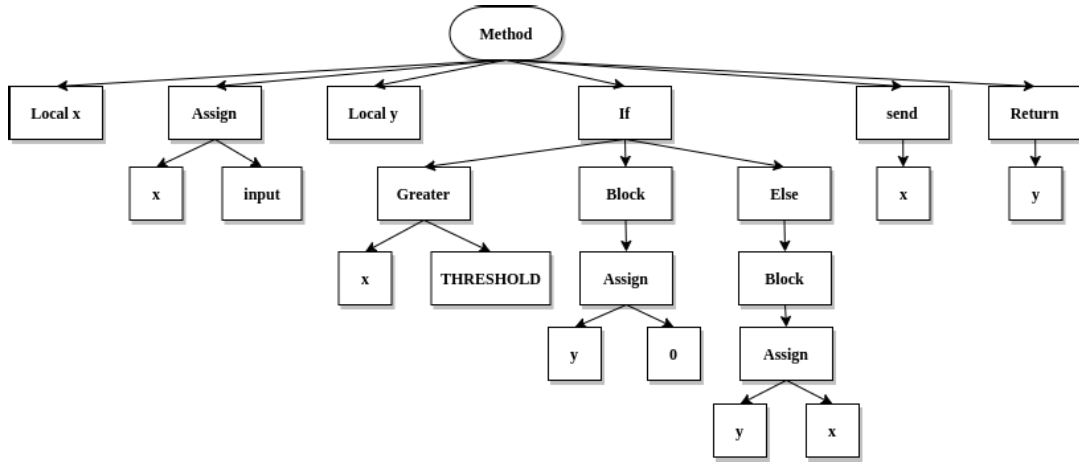 Method
Local x
Assign
Local y
If
send
Return
x
input
Greater
Block
Else
x
y
x
THRESHOLD
Assign
Block
y
0
Assign
y
x